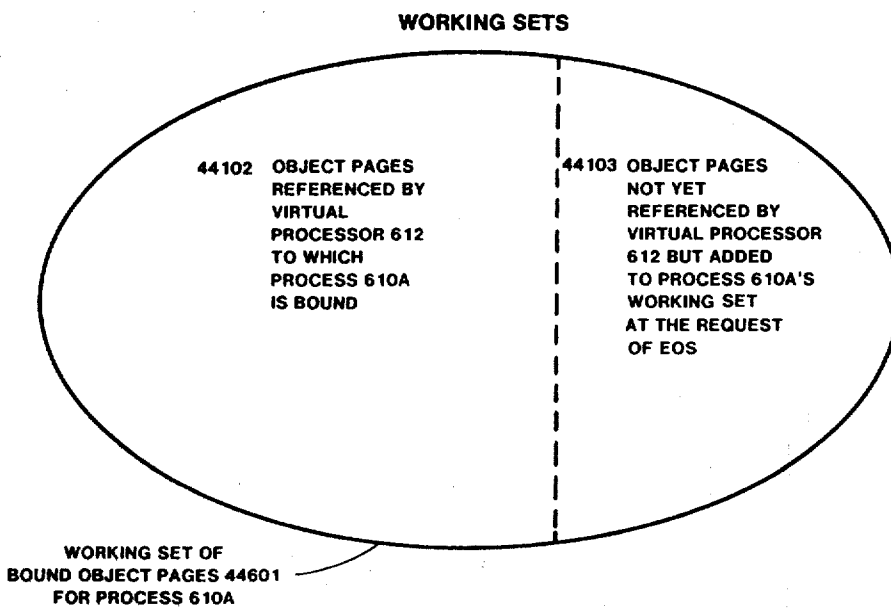 WORKING SETS
44102 OBJECT PAGES
REFERENCED BY
VIRTUAL
PROCESSOR 612
TO WHICH
PROCESS 610A
IS BOUND
44103 OBJECT PAGES
NOT YET
REFERENCED BY
VIRTUAL PROCESSOR
612 BUT ADDED
TO PROCESS 610A'S
WORKING SET
AT THE REQUEST
OF EOS
WORKING SET OF
BOUND OBJECT PAGES 44601
FOR PROCESS 610A